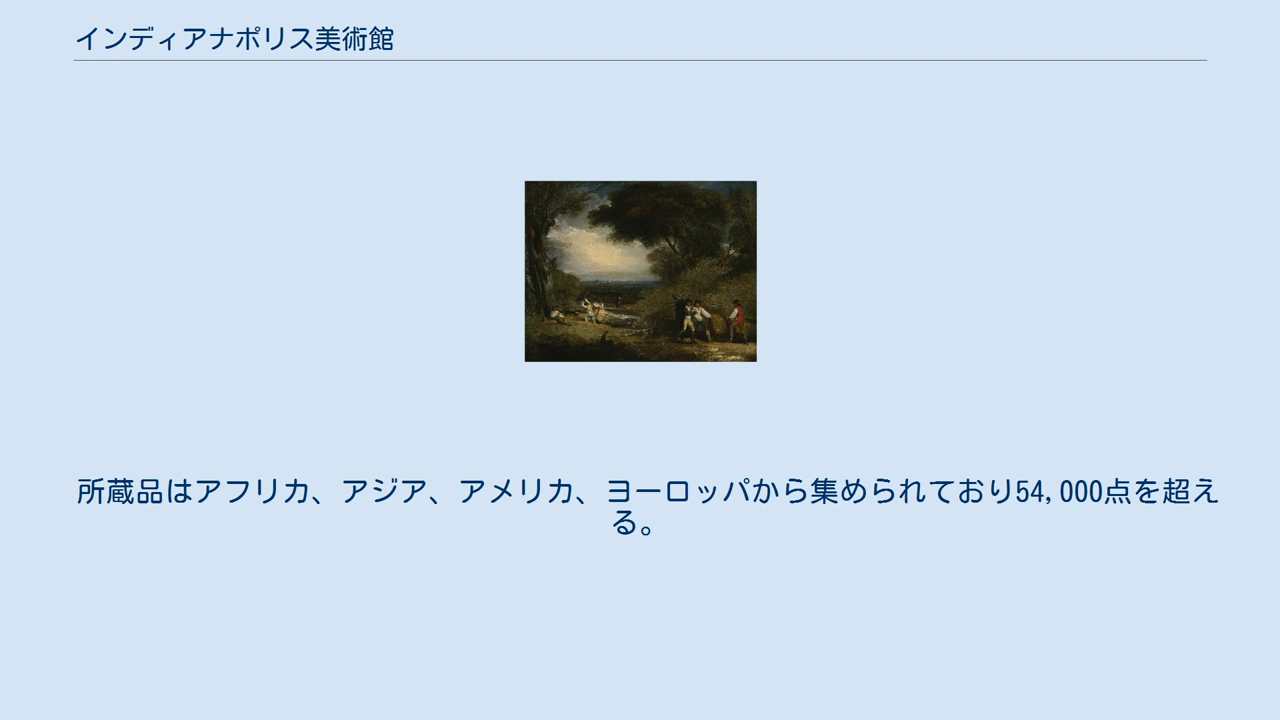 インディアナポリス美術館
所蔵品はアフリカ、アジア、アメリカ、ヨーロッパから集められており54,000点を超え
る。